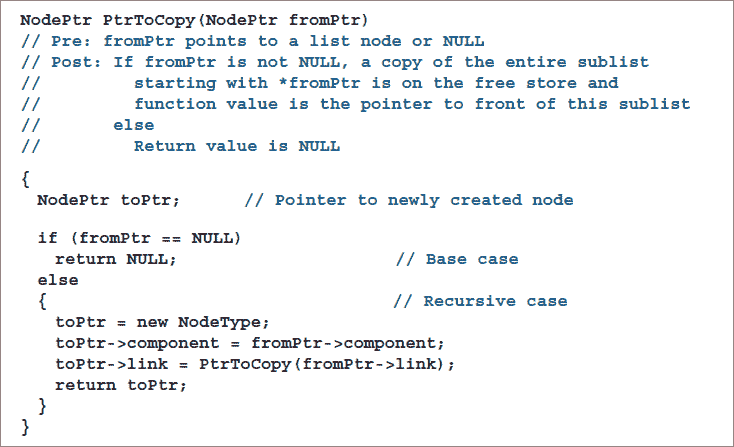 NodePtr PtrToCopy(NodePtr fromPtr)
// Pre: fromPtr points to a list node or NULL
// Post: If fromPtr is not NULL, a copy of the entire sublist
//         starting with *fromPtr is on the free store and
//         function value is the pointer to front of this sublist
//       else
//         Return value is NULL
{
  NodePtr toPtr;      // Pointer to newly created node
  if (fromPtr == NULL)
    return NULL;                     // Base case
  else
  {                                  // Recursive case
    toPtr = new NodeType;
    toPtr->component = fromPtr->component;
    toPtr->link = PtrToCopy(fromPtr->link);
    return toPtr;
  }
}